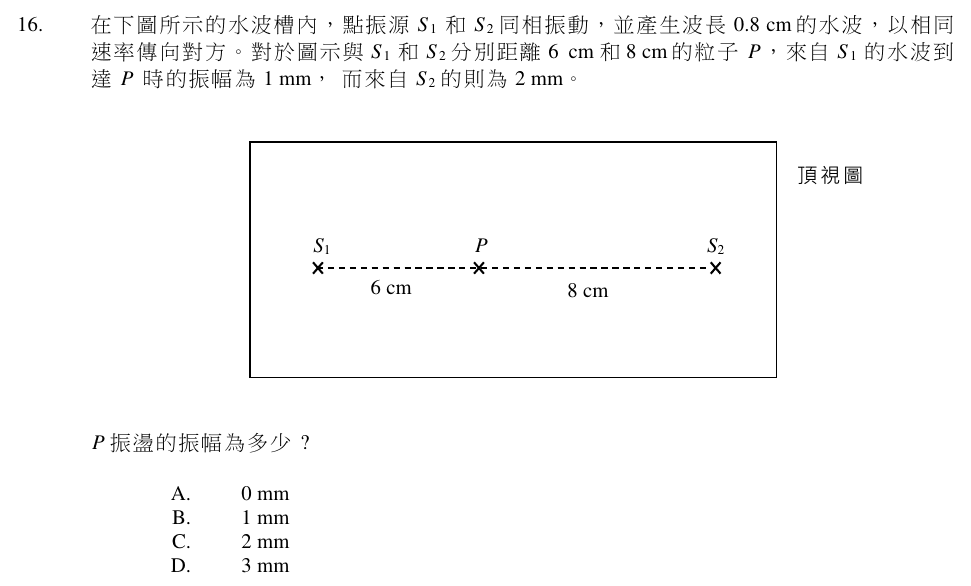 16. 在下圖所示的水波槽內，點振源 S1 和 S2 同相振動，並產生波長 0.8 cm 的水波，以相同
速率傳向對方。對於圖示與 S1 和 S2 分別距離 6 cm 和 8 cm 的粒子 P，來自 S1 的水波到
達 P 時的振幅為 1 mm， 而來自 S2 的則為 2 mm。
頂視圖
S1 P S2
6 cm 8 cm
P 振盪的振幅為多少 ?
A. 0 mm
B. 1 mm
C. 2 mm
D. 3 mm